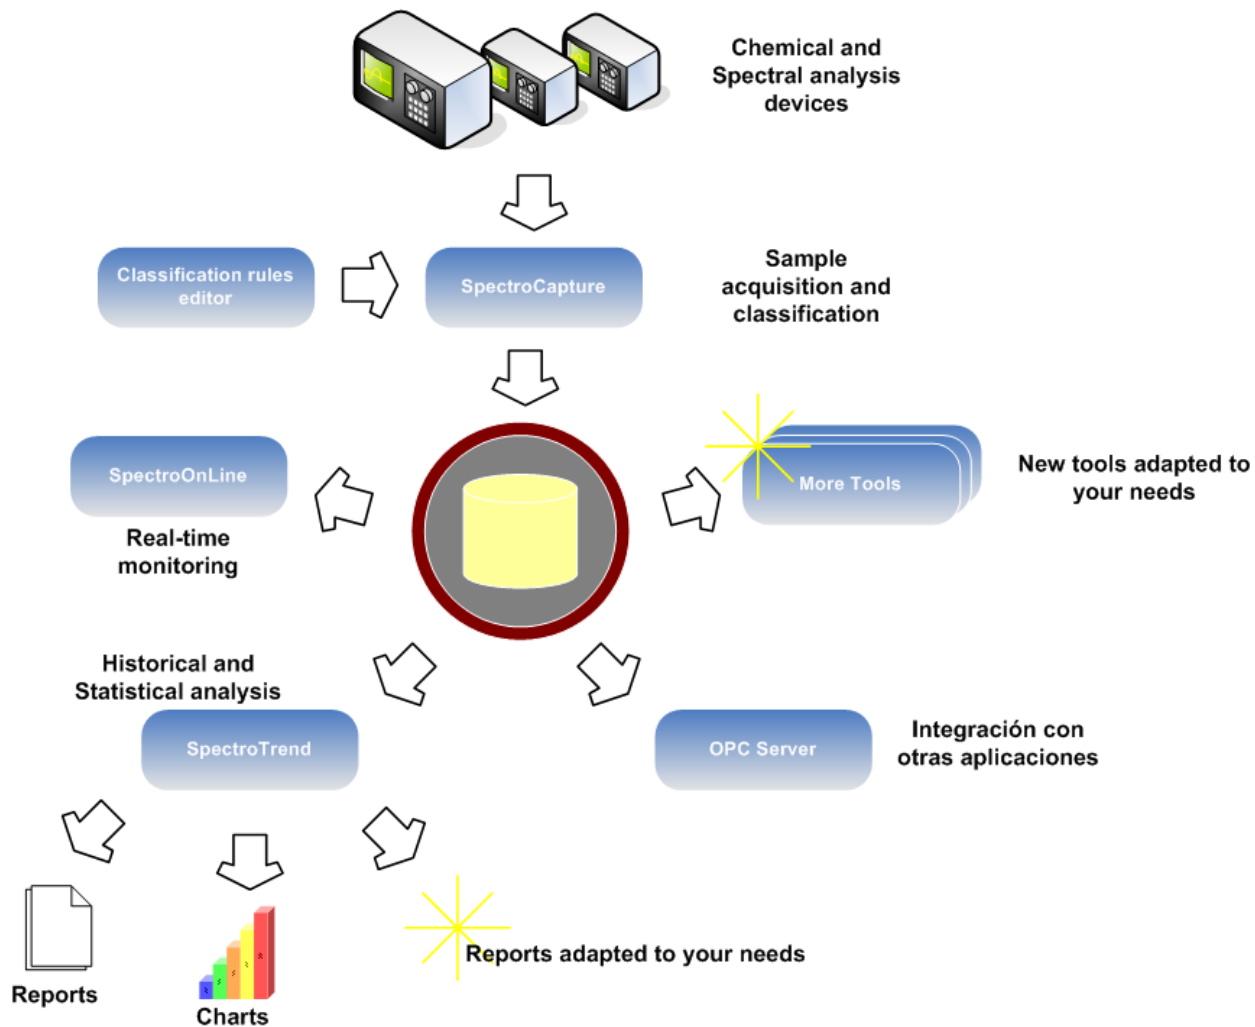 Chemical and
Spectral analysis
devices
Classification rules
editor
SpectroCapture
Sample
acquisition and
classification
SpectroOnLine
Real-time
monitoring
More Tools
New tools adapted to
your needs
Historical and
Statistical analysis
SpectroTrend
OPC Server
Integración con
otras aplicaciones
Reports
Charts
Reports adapted to your needs